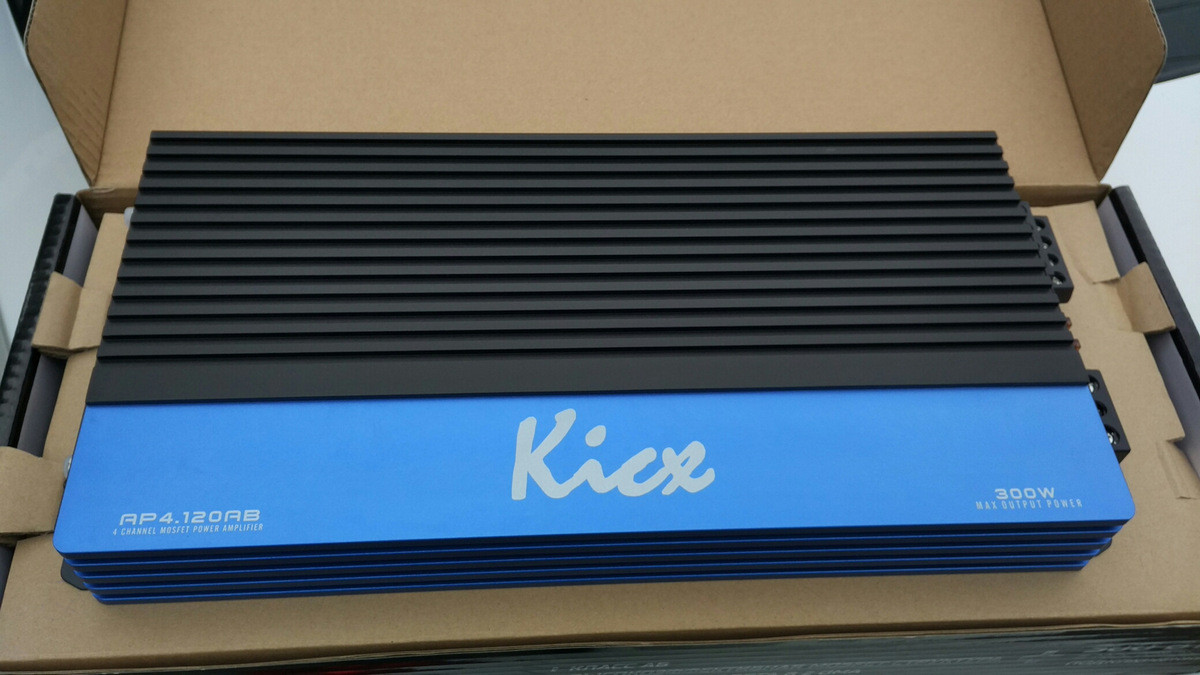 Kicx
AP4.120AB
4 CHANNEL MOSFET POWER AMPLIFIER
300W
MAX OUTPUT POWER